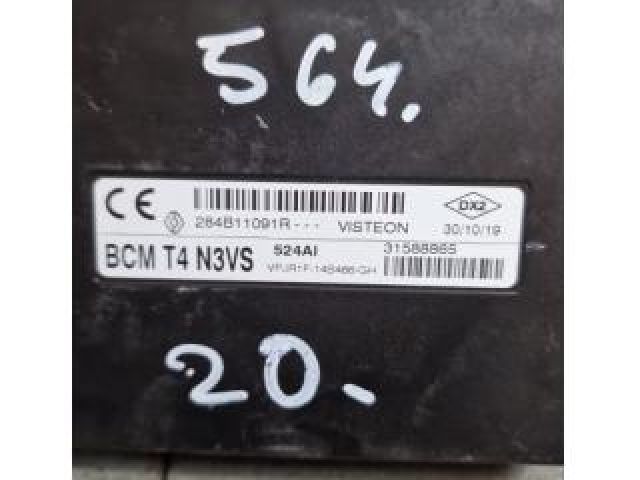 564.
CE 284B11091R--- VISTEON DX2 30/10/19
BCM T4 N3VS 524AI 31588865
VPJR1F-14B466-GH
20.-